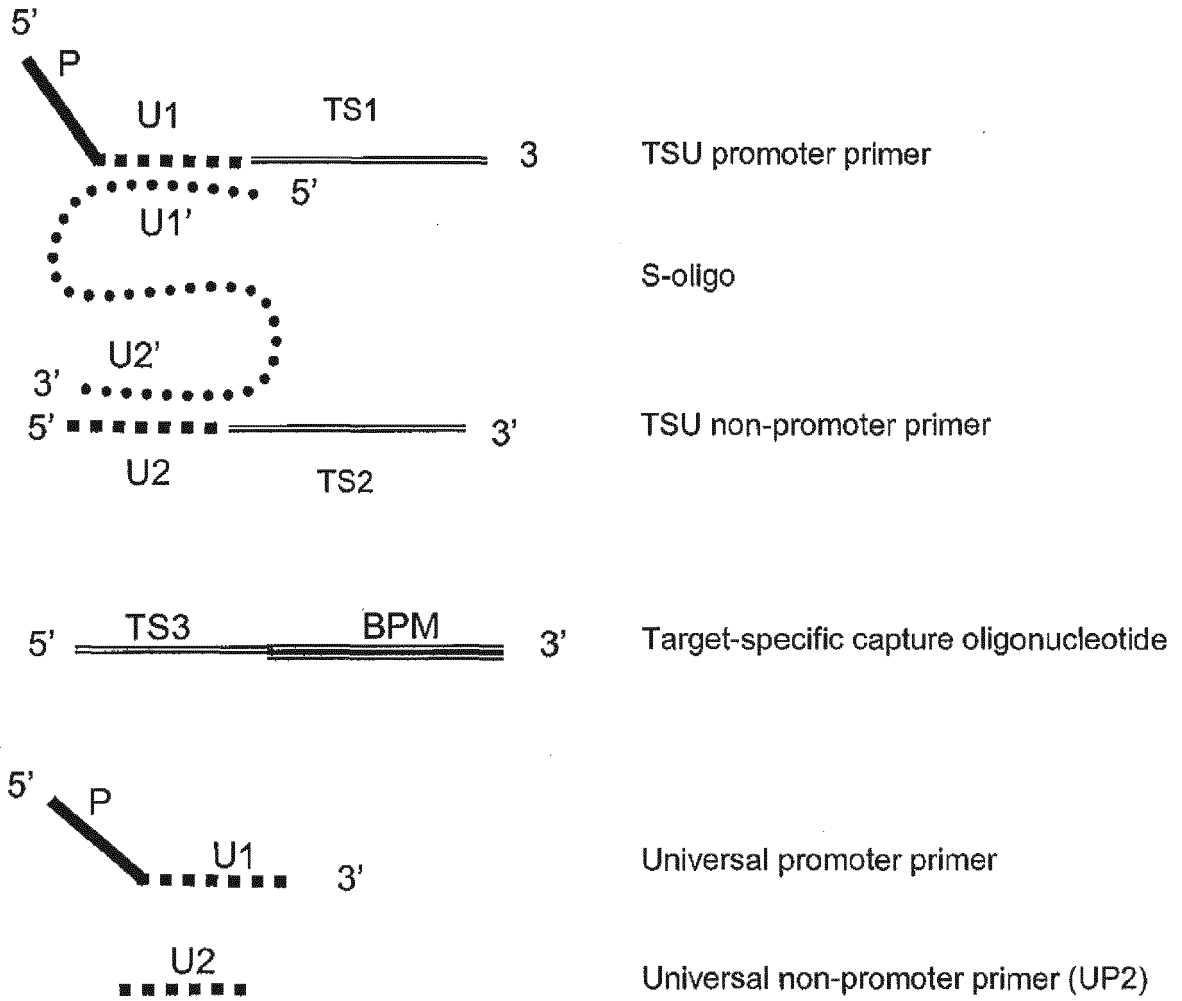 5’
P
U1
TS1
3
TSU promoter primer
5’
U1’
S-oligo
U2’
3’
5’
3’
TSU non-promoter primer
U2
TS2
5’
TS3
BPM
3’
Target-specific capture oligonucleotide
5’
P
U1
3’
Universal promoter primer
U2
Universal non-promoter primer (UP2)